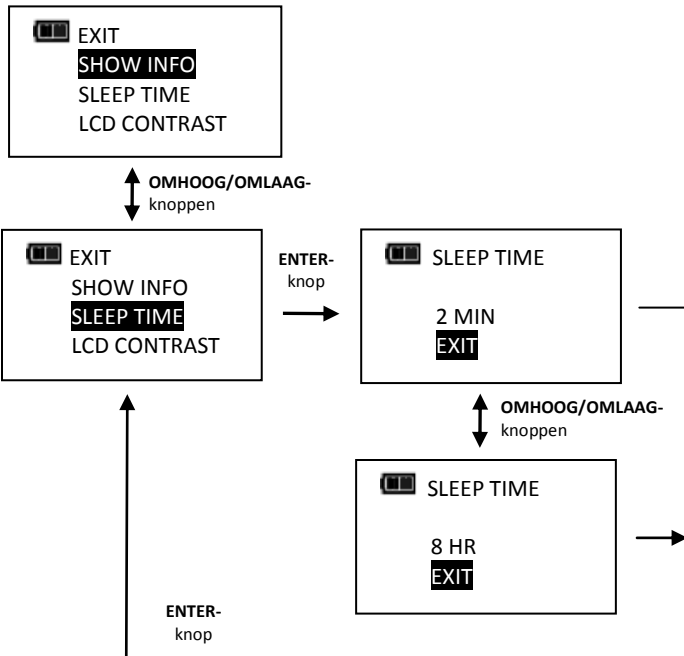 EXIT
SHOW INFO
SLEEP TIME
LCD CONTRAST
OMHOOG/OMLAAG-
knoppen
EXIT
SHOW INFO
SLEEP TIME
LCD CONTRAST
ENTER-
knop
SLEEP TIME
2 MIN
EXIT
OMHOOG/OMLAAG-
knoppen
SLEEP TIME
8 HR
EXIT
ENTER-
knop